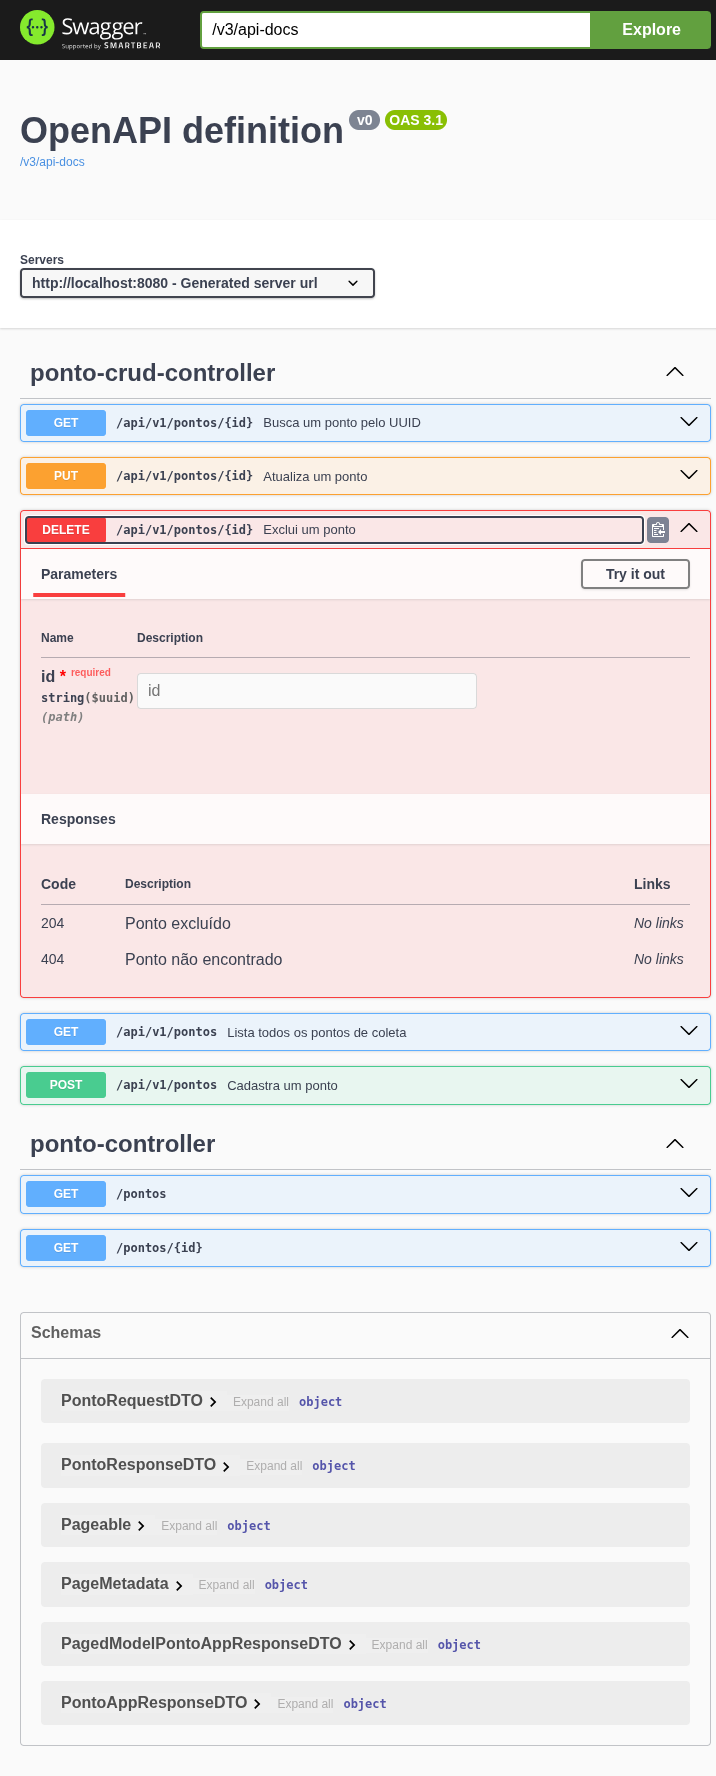 Swagger
Supported by SMARTBEAR
/v3/api-docs
Explore
OpenAPI definition v0 OAS 3.1
/v3/api-docs
Servers
http://localhost:8080 - Generated server url
ponto-crud-controller
GET /api/v1/pontos/{id} Busca um ponto pelo UUID
PUT /api/v1/pontos/{id} Atualiza um ponto
DELETE /api/v1/pontos/{id} Exclui um ponto
Parameters
Try it out
Name Description
id * required
string($uuid)
(path)
id
Responses
Code Description Links
204 Ponto excluído No links
404 Ponto não encontrado No links
GET /api/v1/pontos Lista todos os pontos de coleta
POST /api/v1/pontos Cadastra um ponto
ponto-controller
GET /pontos
GET /pontos/{id}
Schemas
PontoRequestDTO Expand all object
PontoResponseDTO Expand all object
Pageable Expand all object
PageMetadata Expand all object
PagedModelPontoAppResponseDTO Expand all object
PontoAppResponseDTO Expand all object